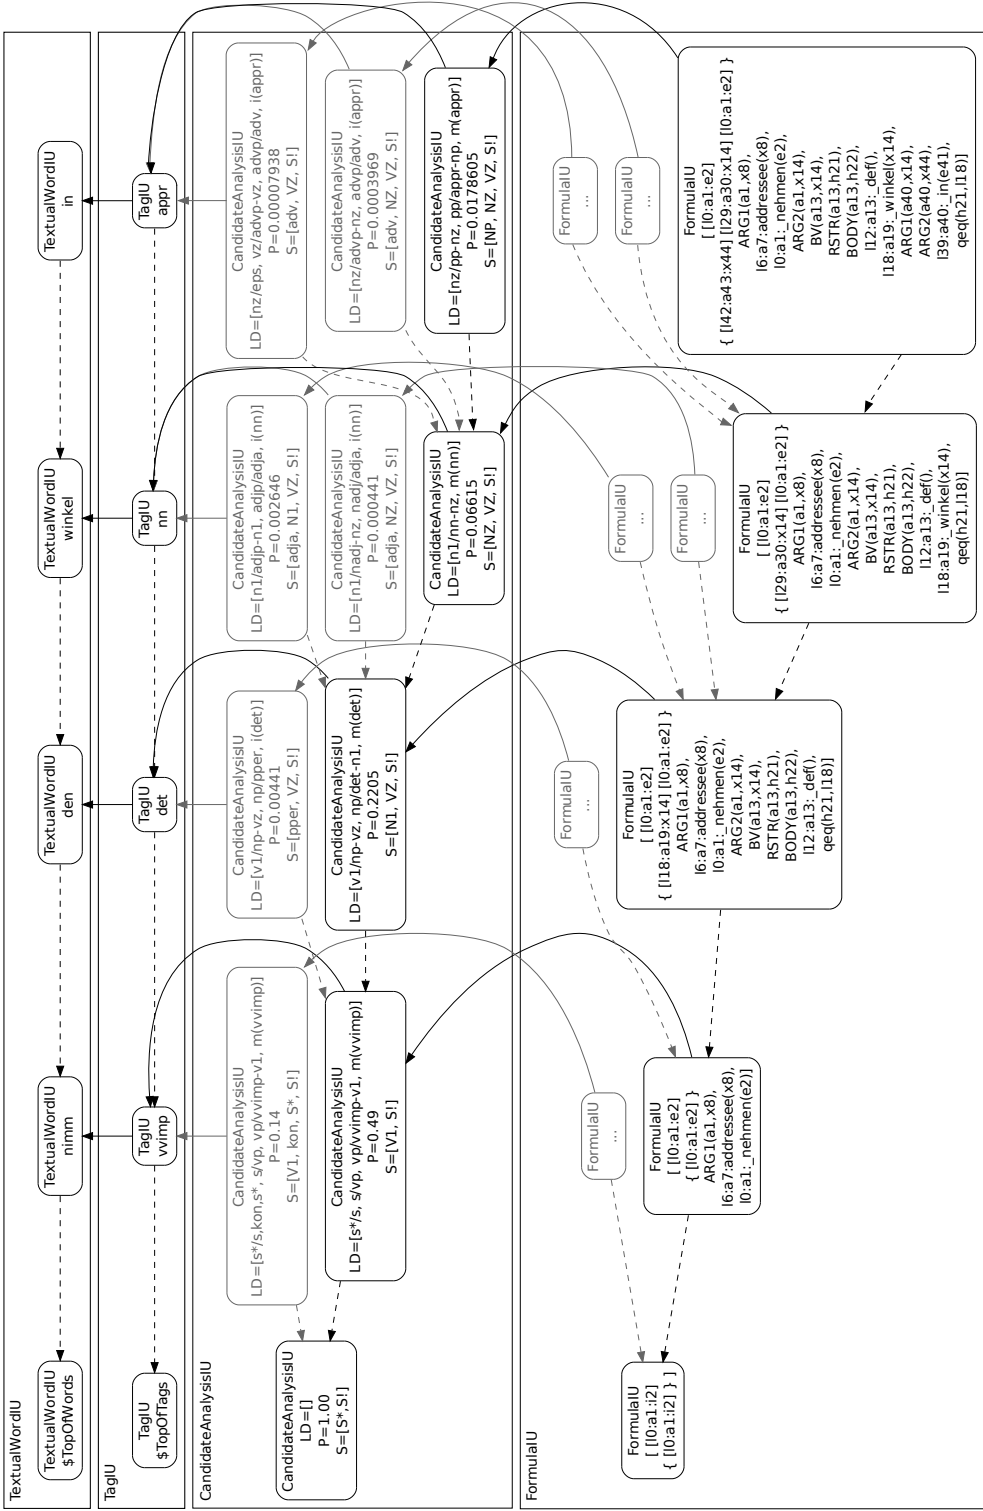 TextualWordIU
TextualWordIU
$TopOfWords
TextualWordIU
nimm
TextualWordIU
den
TextualWordIU
winkel
TextualWordIU
in
TagIU
TagIU
$TopOfTags
TagIU
vvimp
TagIU
det
TagIU
nn
TagIU
appr
CandidateAnalysisIU
CandidateAnalysisIU
LD=[]
P=1.00
S=[S*,S!]
CandidateAnalysisIU
LD=[s*/s,kon,s*, s/vp, vp/vvimp-v1, m(vvimp)]
P=0.14
S=[V1, kon, S*, S!]
CandidateAnalysisIU
LD=[s*/s, s/vp, vp/vvimp-v1, m(vvimp)]
P=0.49
S=[V1, S!]
CandidateAnalysisIU
LD=[v1/np-vz, np/pper, i(det)]
P=0.00441
S=[pper, VZ, S!]
CandidateAnalysisIU
LD=[v1/np-vz, np/det-n1, m(det)]
P=0.2205
S=[N1, VZ, S!]
CandidateAnalysisIU
LD=[n1/adjp-n1, adjp/adja, i(nn)]
P=0.002646
S=[adja, N1, VZ, S!]
CandidateAnalysisIU
LD=[n1/nadj-nz, nadj/adja, i(nn)]
P=0.000441
S=[adja, NZ, VZ, S!]
CandidateAnalysisIU
LD=[n1/nn-nz, m(nn)]
P=0.06615
S=[NZ, VZ, S!]
CandidateAnalysisIU
LD=[nz/eps, vz/advp-vz, advp/adv, i(appr)]
P=0.00007938
S=[adv, VZ, S!]
CandidateAnalysisIU
LD=[nz/advp-nz, advp/adv, i(appr)]
P=0.0003969
S=[adv, NZ, VZ, S!]
CandidateAnalysisIU
LD=[nz/pp-nz, pp/appr-np, m(appr)]
P=0.0178605
S=[NP, NZ, VZ, S!]
FormulaIU
FormulaIU
[ [l0:a1:i2]
{ [l0:a1:i2] } ]
FormulaIU
...
FormulaIU
[ [l0:a1:e2]
{ [l0:a1:e2] }
ARG1(a1,x8),
l6:a7:addressee(x8),
l0:a1:_nehmen(e2)]
FormulaIU
...
FormulaIU
[ [l0:a1:e2]
{ [l18:a19:x14] [l0:a1:e2] }
ARG1(a1,x8),
l6:a7:addressee(x8),
l0:a1:_nehmen(e2),
ARG2(a1,x14),
BV(a13,x14),
RSTR(a13,h21),
BODY(a13,h22),
l12:a13:_def(),
qeq(h21,l18)]
FormulaIU
...
FormulaIU
...
FormulaIU
[ [l0:a1:e2]
{ [l29:a30:x14] [l0:a1:e2] }
ARG1(a1,x8),
l6:a7:addressee(x8),
l0:a1:_nehmen(e2),
ARG2(a1,x14),
BV(a13,x14),
RSTR(a13,h21),
BODY(a13,h22),
l12:a13:_def(),
l18:a19:_winkel(x14),
qeq(h21,l18)]
FormulaIU
...
FormulaIU
...
FormulaIU
[ [l0:a1:e2]
{ [l42:a43:x44] [l29:a30:x14] [l0:a1:e2] }
ARG1(a1,x8),
l6:a7:addressee(x8),
l0:a1:_nehmen(e2),
ARG2(a1,x14),
BV(a13,x14),
RSTR(a13,h21),
BODY(a13,h22),
l12:a13:_def(),
l18:a19:_winkel(x14),
ARG1(a40,x14),
ARG2(a40,x44),
l39:a40:_in(e41),
qeq(h21,l18)]